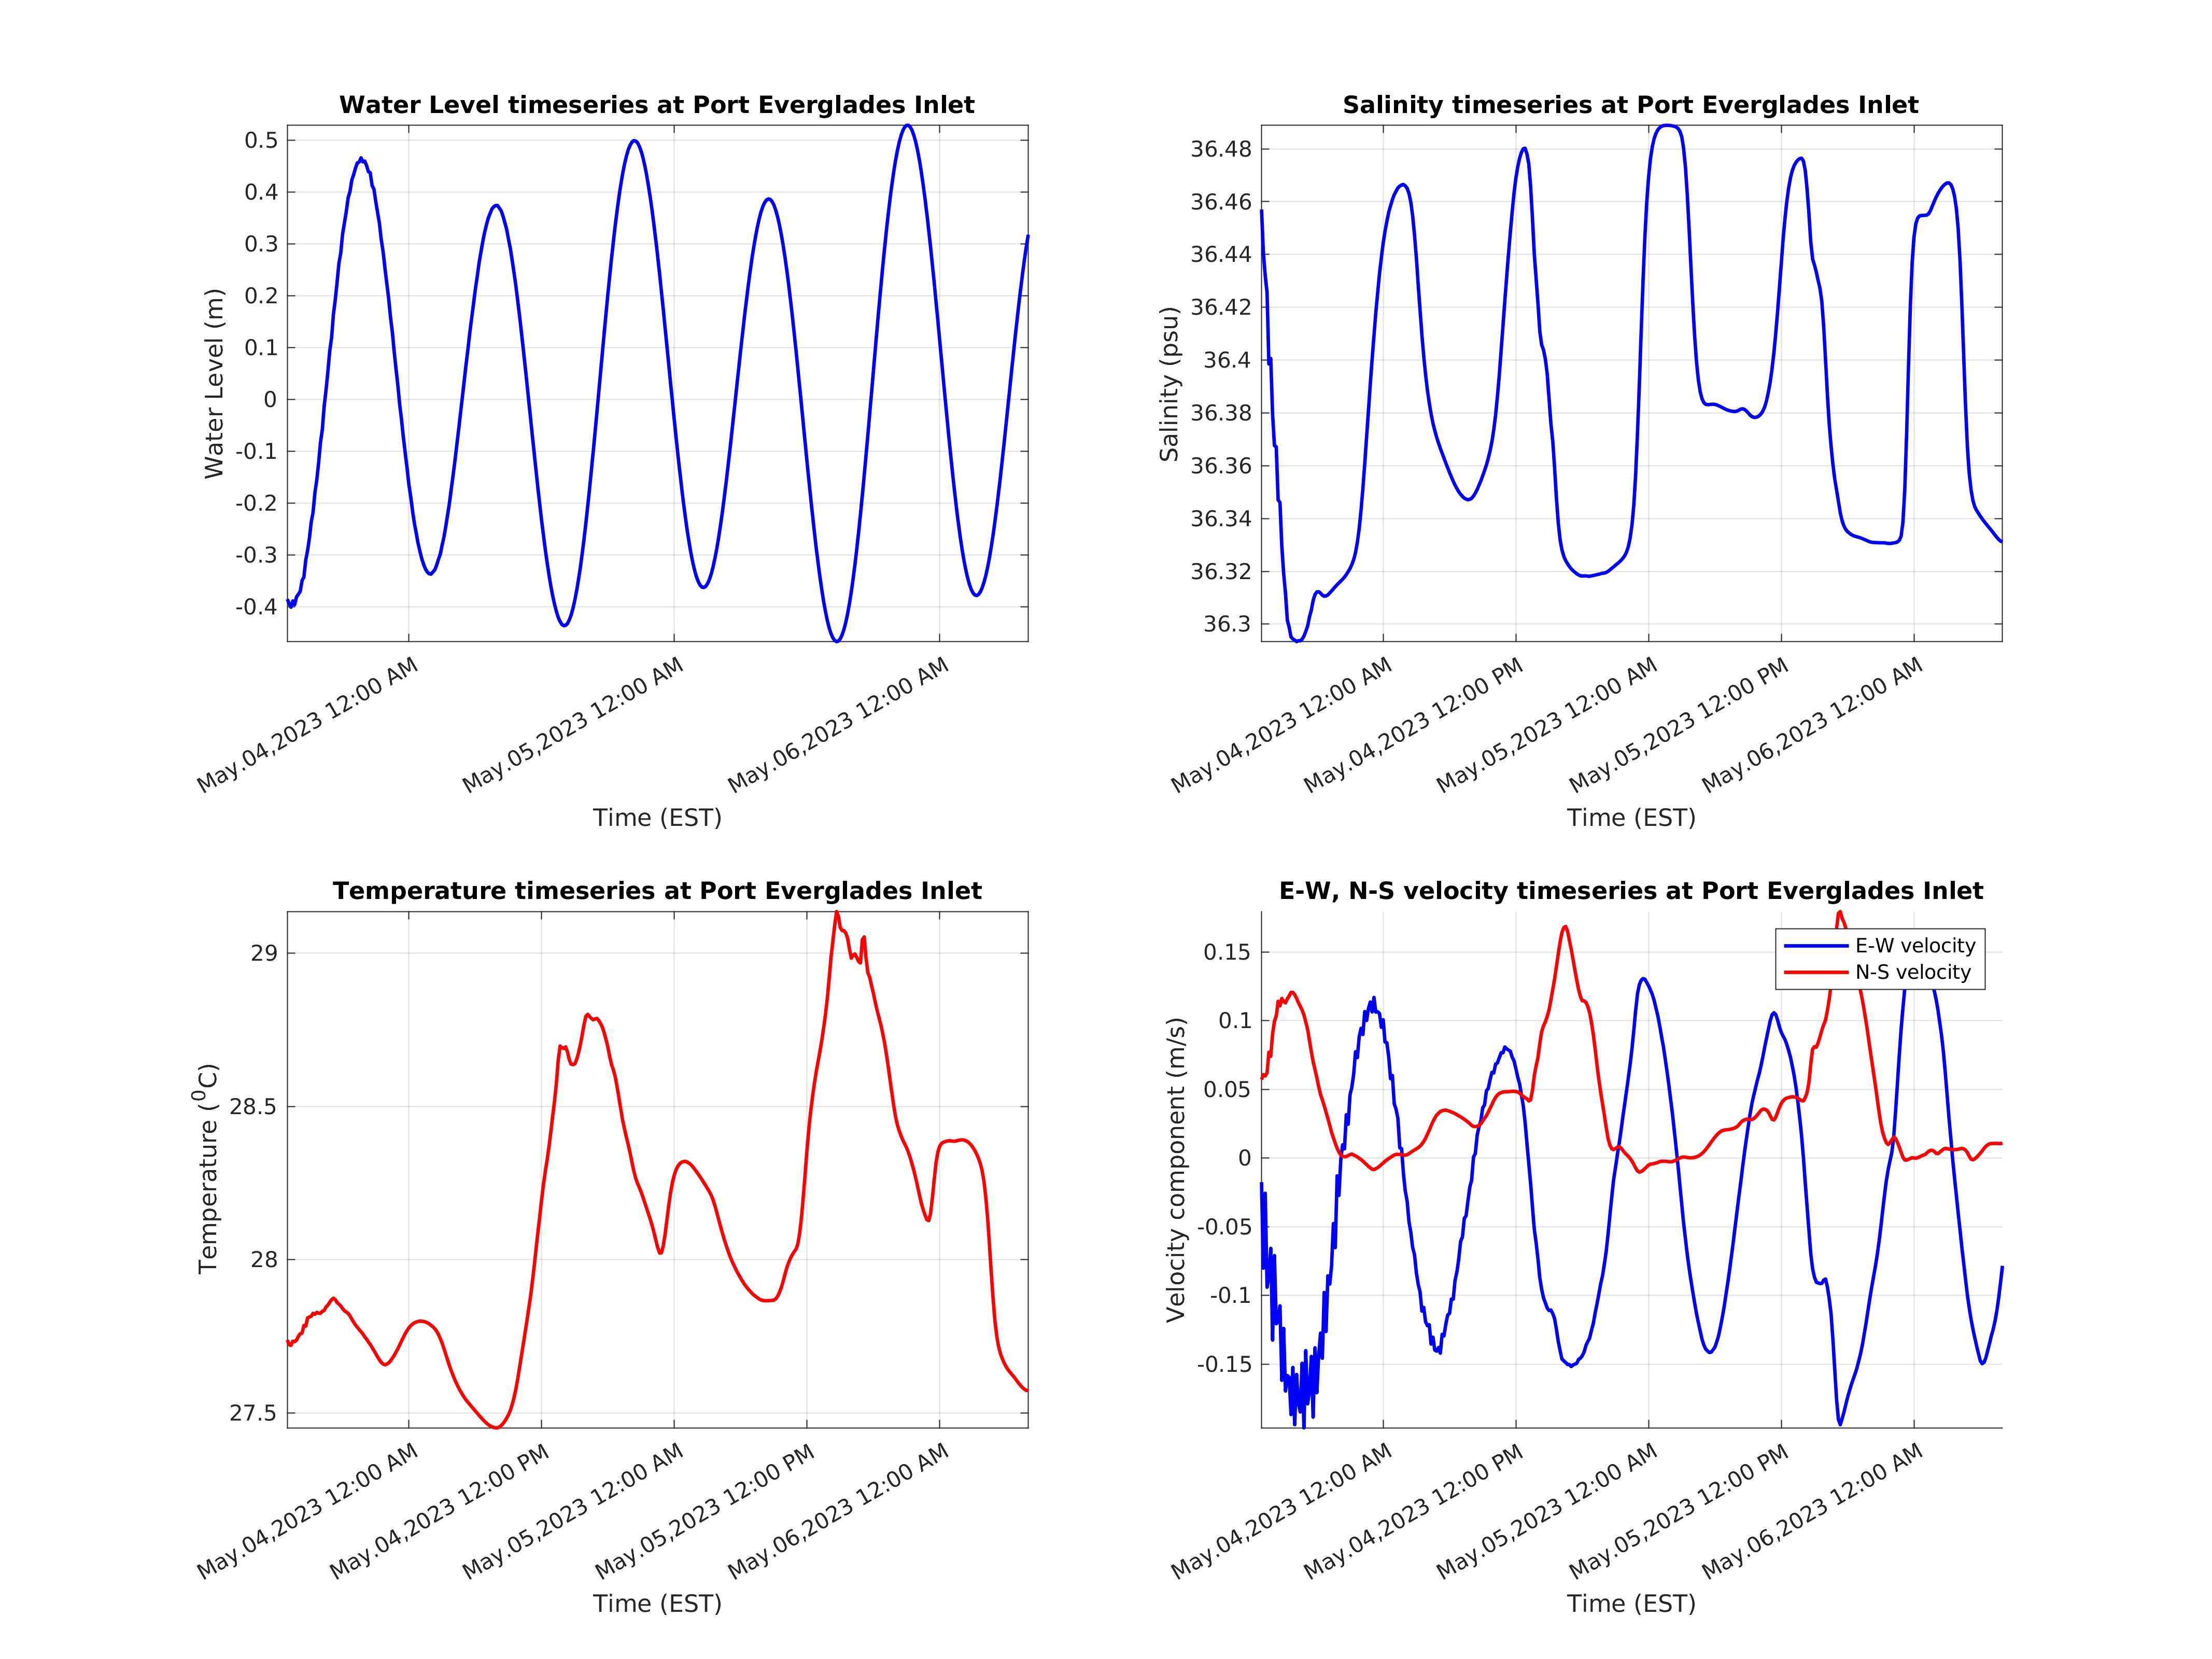 Water Level timeseries at Port Everglades Inlet
0.5
0.4
0.3
0.2
0.1
0
-0.1
-0.2
-0.3
-0.4
Water Level (m)
May.04,2023 12:00 AM
May.05,2023 12:00 AM
May.06,2023 12:00 AM
Time (EST)
Salinity timeseries at Port Everglades Inlet
36.48
36.46
36.44
36.42
36.4
36.38
36.36
36.34
36.32
36.3
Salinity (psu)
May.04,2023 12:00 AM
May.04,2023 12:00 PM
May.05,2023 12:00 AM
May.05,2023 12:00 PM
May.06,2023 12:00 AM
Time (EST)
Temperature timeseries at Port Everglades Inlet
29
28.5
28
27.5
Temperature (⁰C)
May.04,2023 12:00 AM
May.04,2023 12:00 PM
May.05,2023 12:00 AM
May.05,2023 12:00 PM
May.06,2023 12:00 AM
Time (EST)
E-W, N-S velocity timeseries at Port Everglades Inlet
0.15
0.1
0.05
0
-0.05
-0.1
-0.15
Velocity component (m/s)
E-W velocity
N-S velocity
May.04,2023 12:00 AM
May.04,2023 12:00 PM
May.05,2023 12:00 AM
May.05,2023 12:00 PM
May.06,2023 12:00 AM
Time (EST)